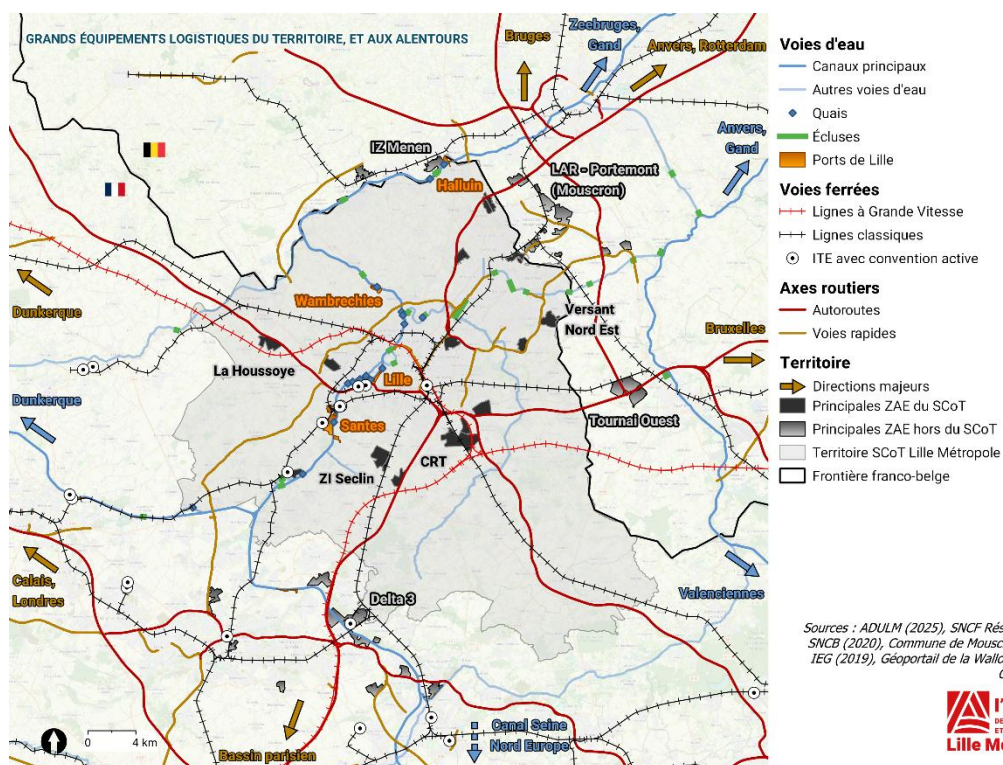 GRANDS ÉQUIPEMENTS LOGISTIQUES DU TERRITOIRE, ET AUX ALENTOURS
Bruges
Zeebruges,
Gand
Anvers, Rotterdam
Anvers,
Gand
IZ Menen
Halluin
LAR - Portemont
(Mouscron)
Dunkerque
Wambrechies
Versant
Nord Est
Bruxelles
La Houssoye
Lille
Dunkerque
Santes
Tournai Ouest
CRT
ZI Seclin
Calais,
Londres
Delta 3
Valenciennes
Canal Seine
Nord Europe
Bassin parisien
0
4 km
Voies d'eau
Canaux principaux
Autres voies d'eau
Quais
Écluses
Ports de Lille
Voies ferrées
Lignes à Grande Vitesse
Lignes classiques
ITE avec convention active
Axes routiers
Autoroutes
Voies rapides
Territoire
Directions majeurs
Principales ZAE du SCoT
Principales ZAE hors du SCoT
Territoire SCoT Lille Métropole
Frontière franco-belge
Sources : ADULM (2025), SNCF Rés
SNCB (2020), Commune de Mousc
IEG (2019), Géoportail de la Wallo
l'
DE
ET
Lille M